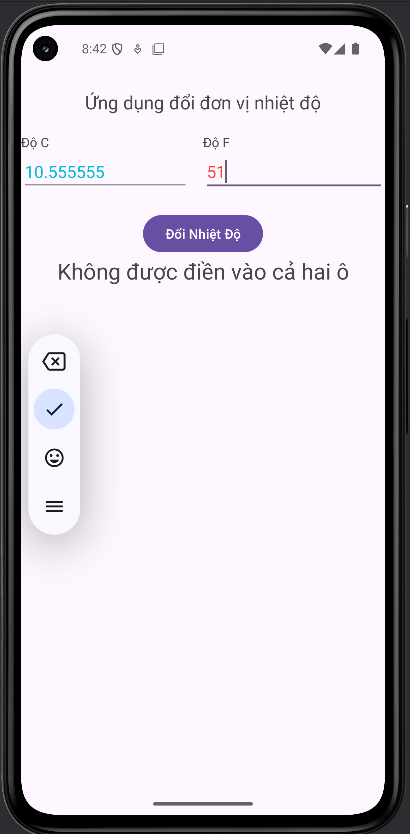 8:42
Ứng dụng đổi đơn vị nhiệt độ
Độ C Độ F
10.555555 51
Đổi Nhiệt Độ
Không được điền vào cả hai ô